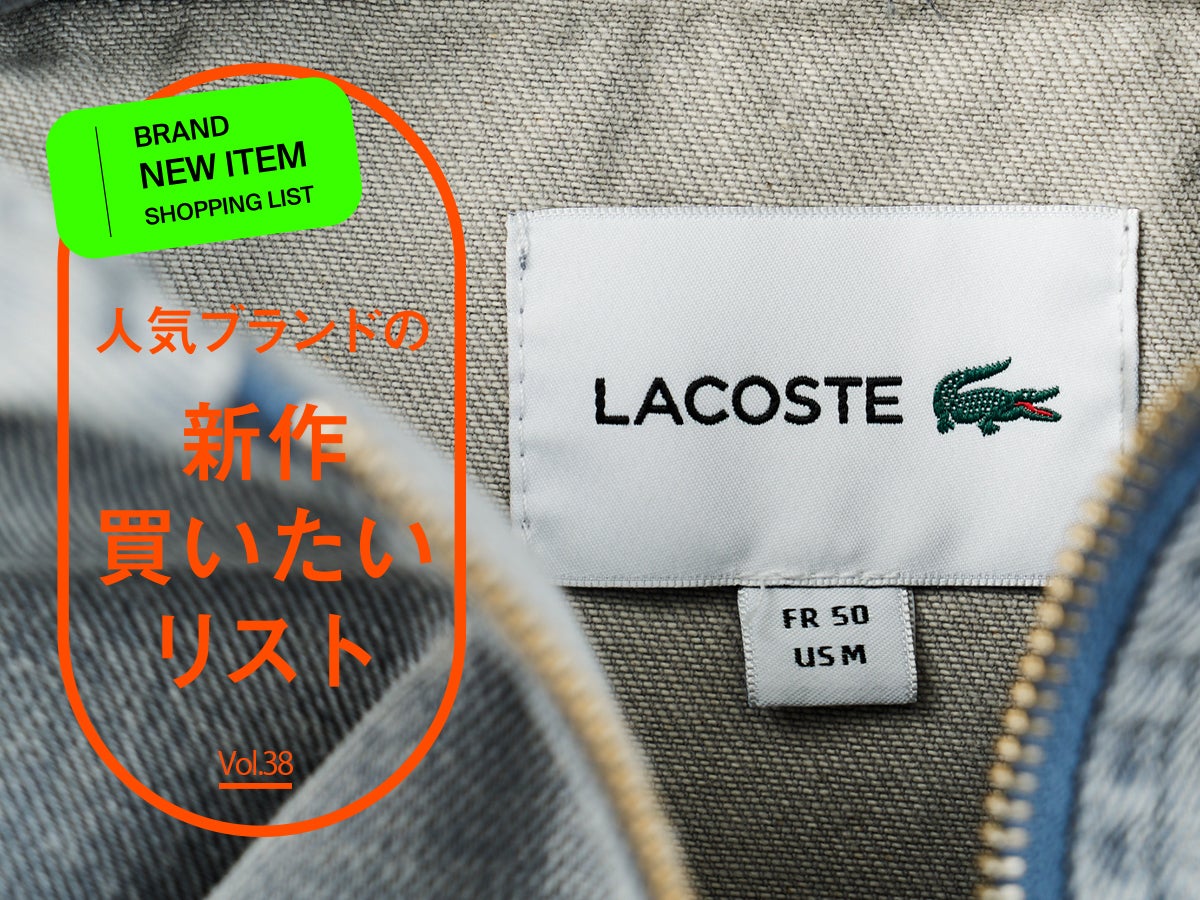 BRAND
NEW ITEM
SHOPPING LIST
人気ブランドの
新作
買いたい
リスト
Vol.38
LACOSTE
FR 50
US M